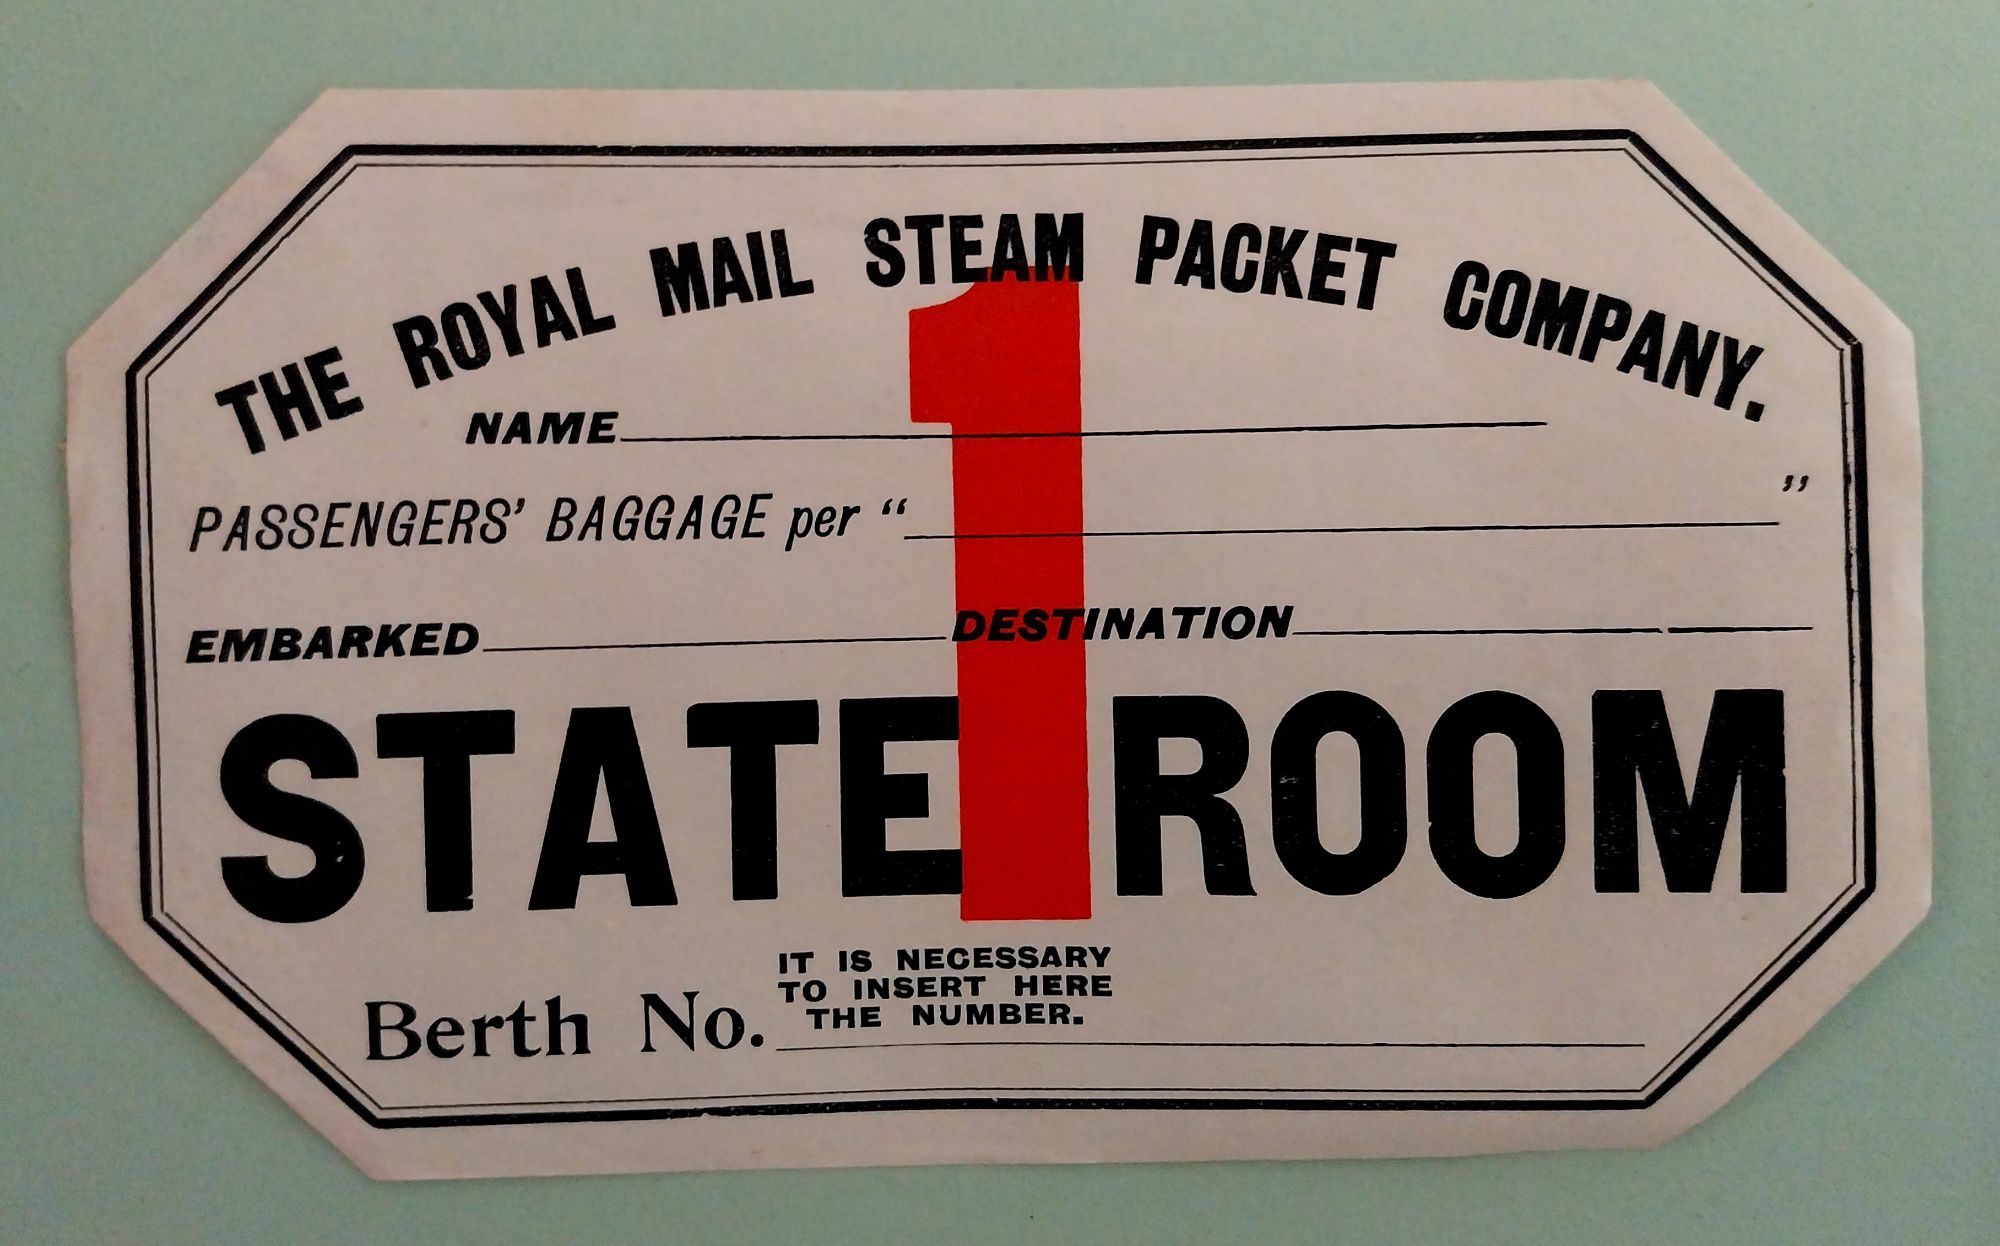 THE ROYAL MAIL STEAM PACKET COMPANY.
NAME
PASSENGERS' BAGGAGE per “ ”
EMBARKED DESTINATION
STATE 1 ROOM
Berth No. IT IS NECESSARY
TO INSERT HERE
THE NUMBER.